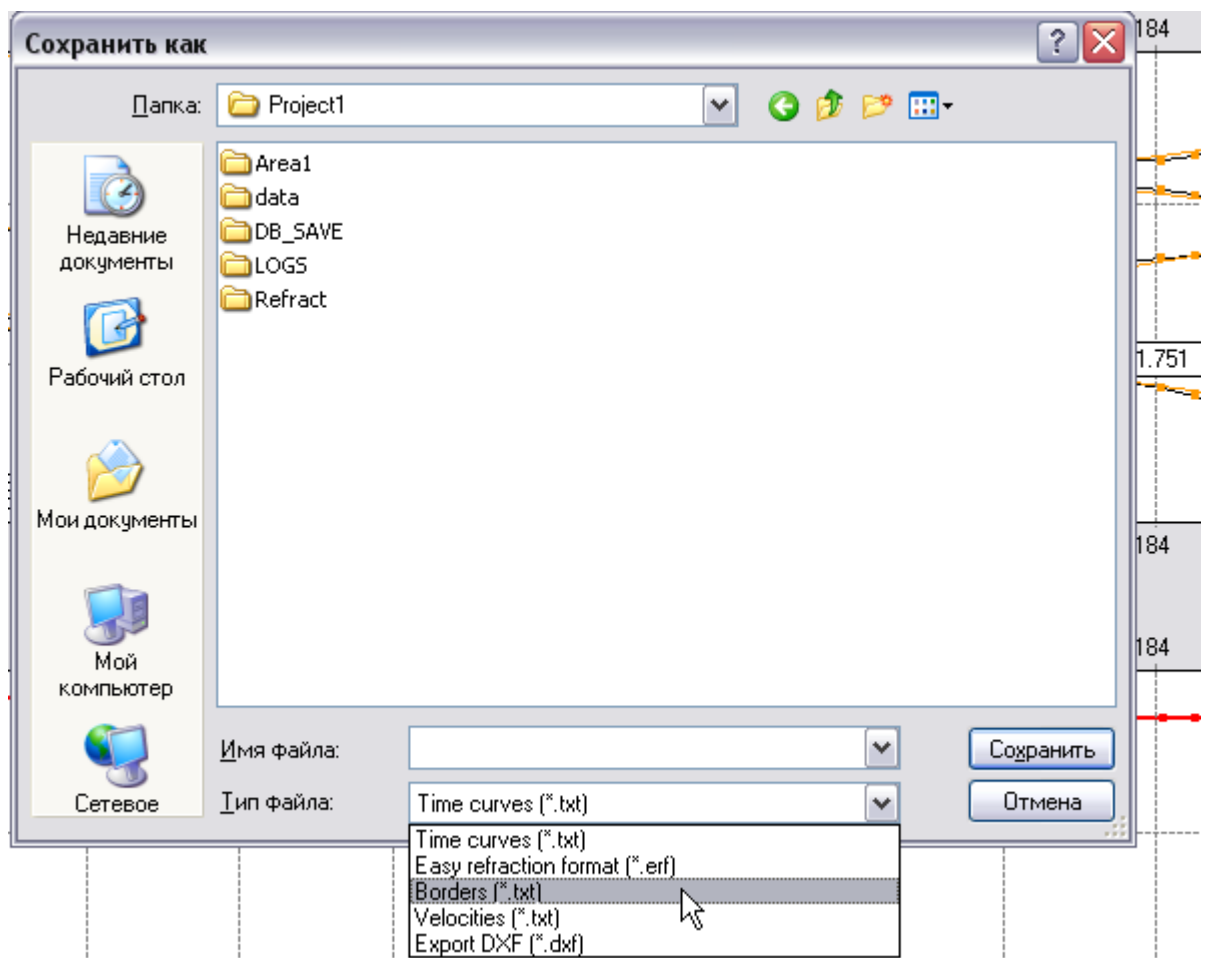 Сохранить как
184
Папка:
Project1
Area1
data
DB_SAVE
LOGS
Refract
Недавние
документы
Рабочий стол
Мои документы
Мой
компьютер
Сетевое
1.751
184
184
Имя файла:
Сохранить
Тип файла:
Time curves (*.txt)
Отмена
Time curves (*.txt)
Easy refraction format (*.erf)
Borders (*.txt)
Velocities (*.txt)
Export DXF (*.dxf)